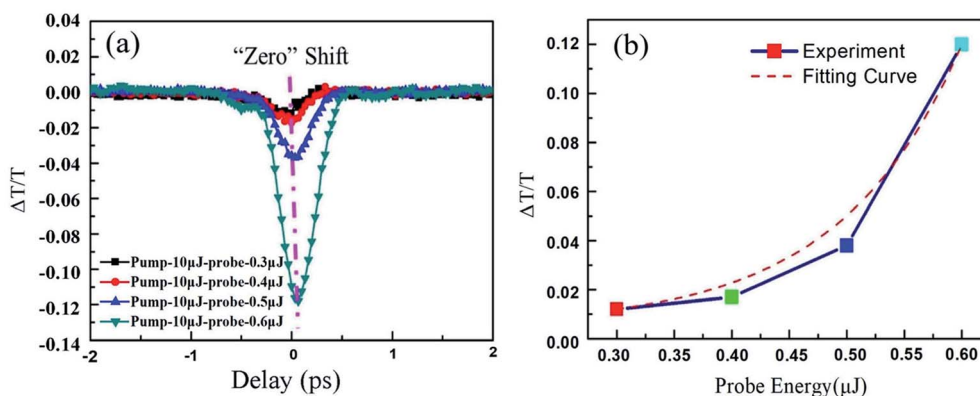 (a)
"Zero" Shift
0.04
0.02
0.00
-0.02
-0.04
-0.06
-0.08
-0.10
-0.12
-0.14
ΔT/T
Pump-10μJ-probe-0.3μJ
Pump-10μJ-probe-0.4μJ
Pump-10μJ-probe-0.5μJ
Pump-10μJ-probe-0.6μJ
-2 -1 0 1 2
Delay (ps)
(b)
Experiment
Fitting Curve
0.12
0.10
0.08
0.06
0.04
0.02
0.00
ΔT/T
0.30 0.35 0.40 0.45 0.50 0.55 0.60
Probe Energy(μJ)